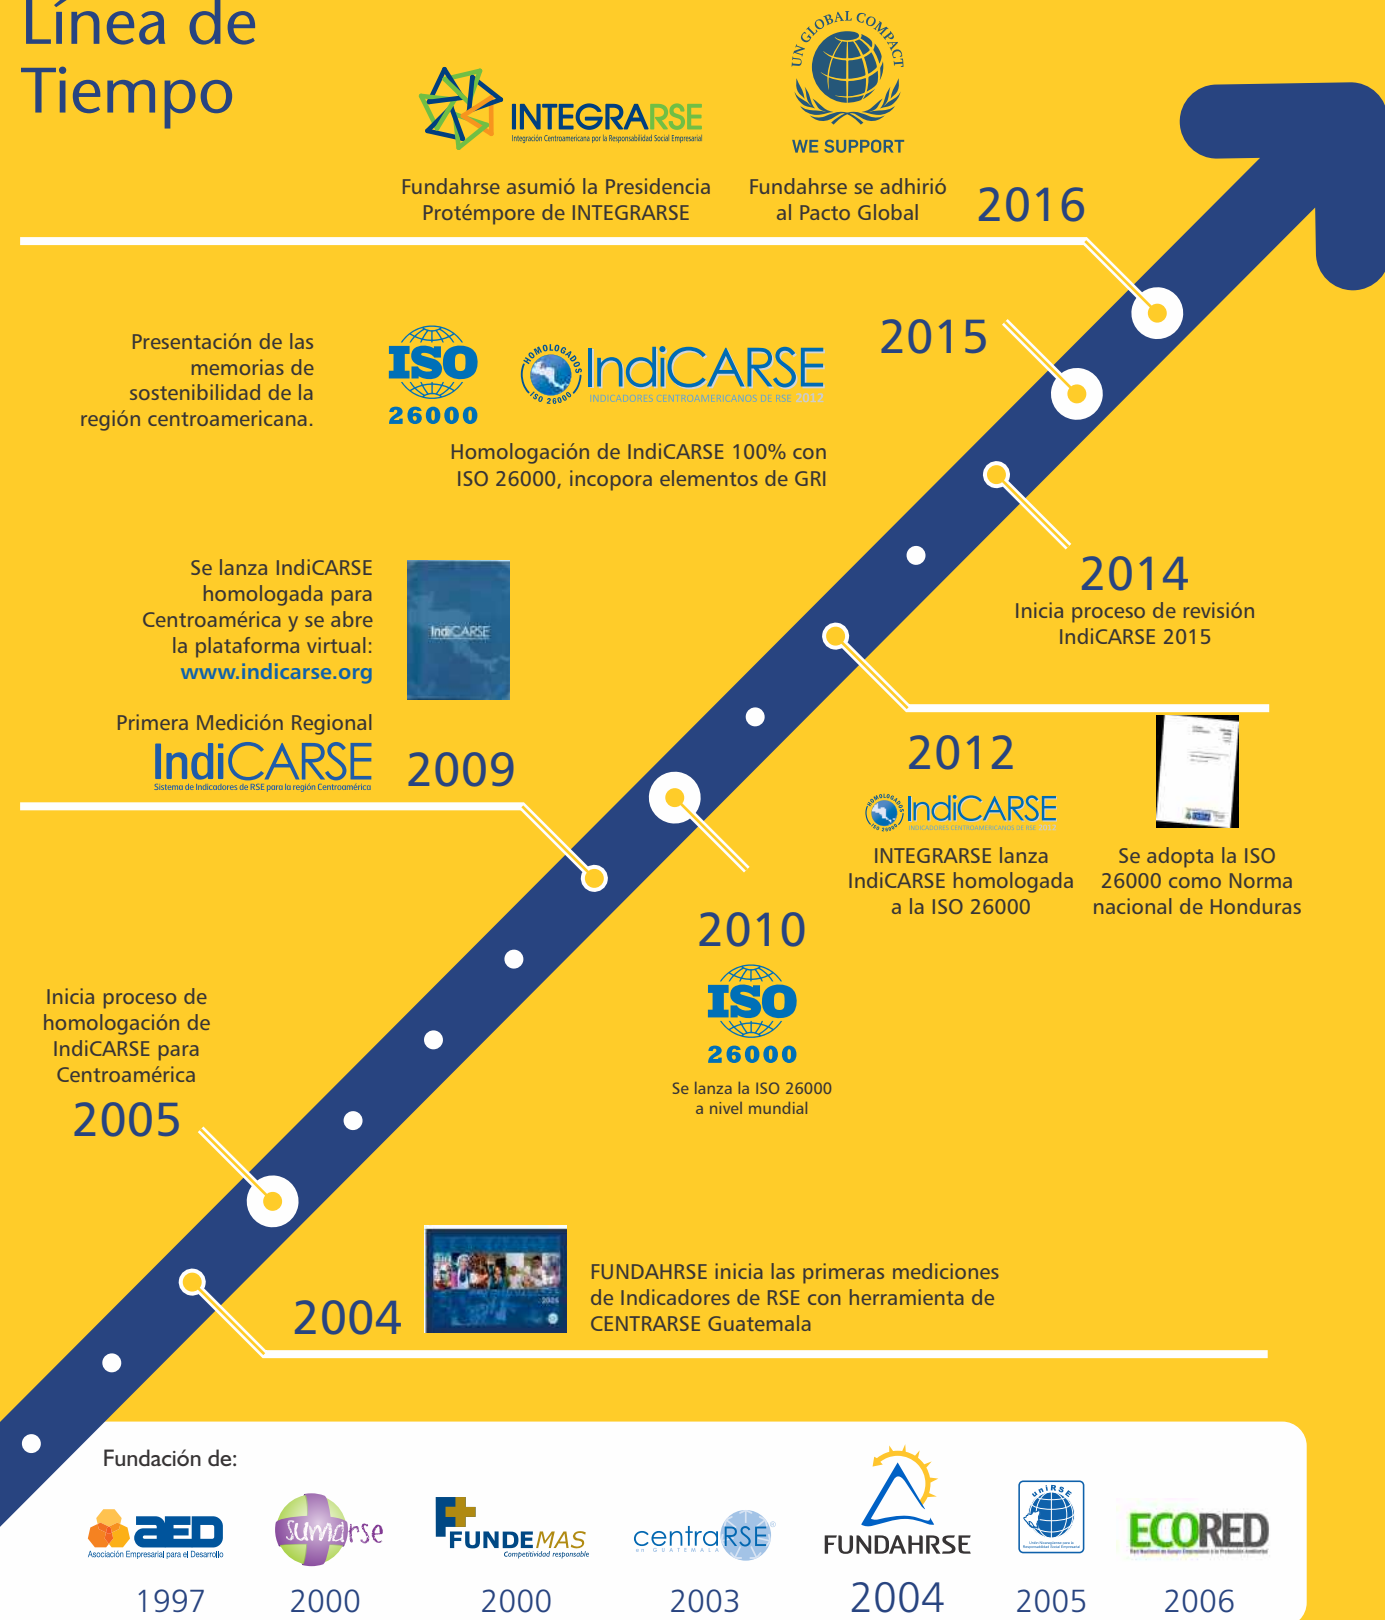 Línea de
Tiempo
INTEGRARSE
Integración Centroamericana por la Responsabilidad Social Empresarial
UN GLOBAL COMPACT
WE SUPPORT
Fundahrse asumió la Presidencia
Protémpore de INTEGRARSE
Fundahrse se adhirió
al Pacto Global
2016
Presentación de las
memorias de
sostenibilidad de la
región centroamericana.
ISO
26000
HOMOLOGADOS
ISO 26000
IndiCARSE
INDICADORES CENTROAMERICANOS DE RSE
2015
Homologación de IndiCARSE 100% con
ISO 26000, incopora elementos de GRI
2014
Inicia proceso de revisión
IndiCARSE 2015
Se lanza IndiCARSE
homologada para
Centroamérica y se abre
la plataforma virtual:
www.indicarse.org
IndiCARSE
Primera Medición Regional
IndiCARSE
Sistema de Indicadores de RSE para la región Centroamérica
2009
2012
HOMOLOGADOS
ISO 26000
IndiCARSE
INDICADORES CENTROAMERICANOS DE RSE
INTEGRARSE lanza
IndiCARSE homologada
a la ISO 26000
Se adopta la ISO
26000 como Norma
nacional de Honduras
2010
ISO
26000
Se lanza la ISO 26000
a nivel mundial
Inicia proceso de
homologación de
IndiCARSE para
Centroamérica
2005
2004
FUNDAHRSE inicia las primeras mediciones
de Indicadores de RSE con herramienta de
CENTRARSE Guatemala
Fundación de:
AED
Asociación Empresarial para el Desarrollo
1997
sumarse
2000
FUNDEMAS
Competitividad responsable
2000
centraRSE
en GUATEMALA
2003
FUNDAHRSE
2004
uniRSE
2005
ECORED
2006